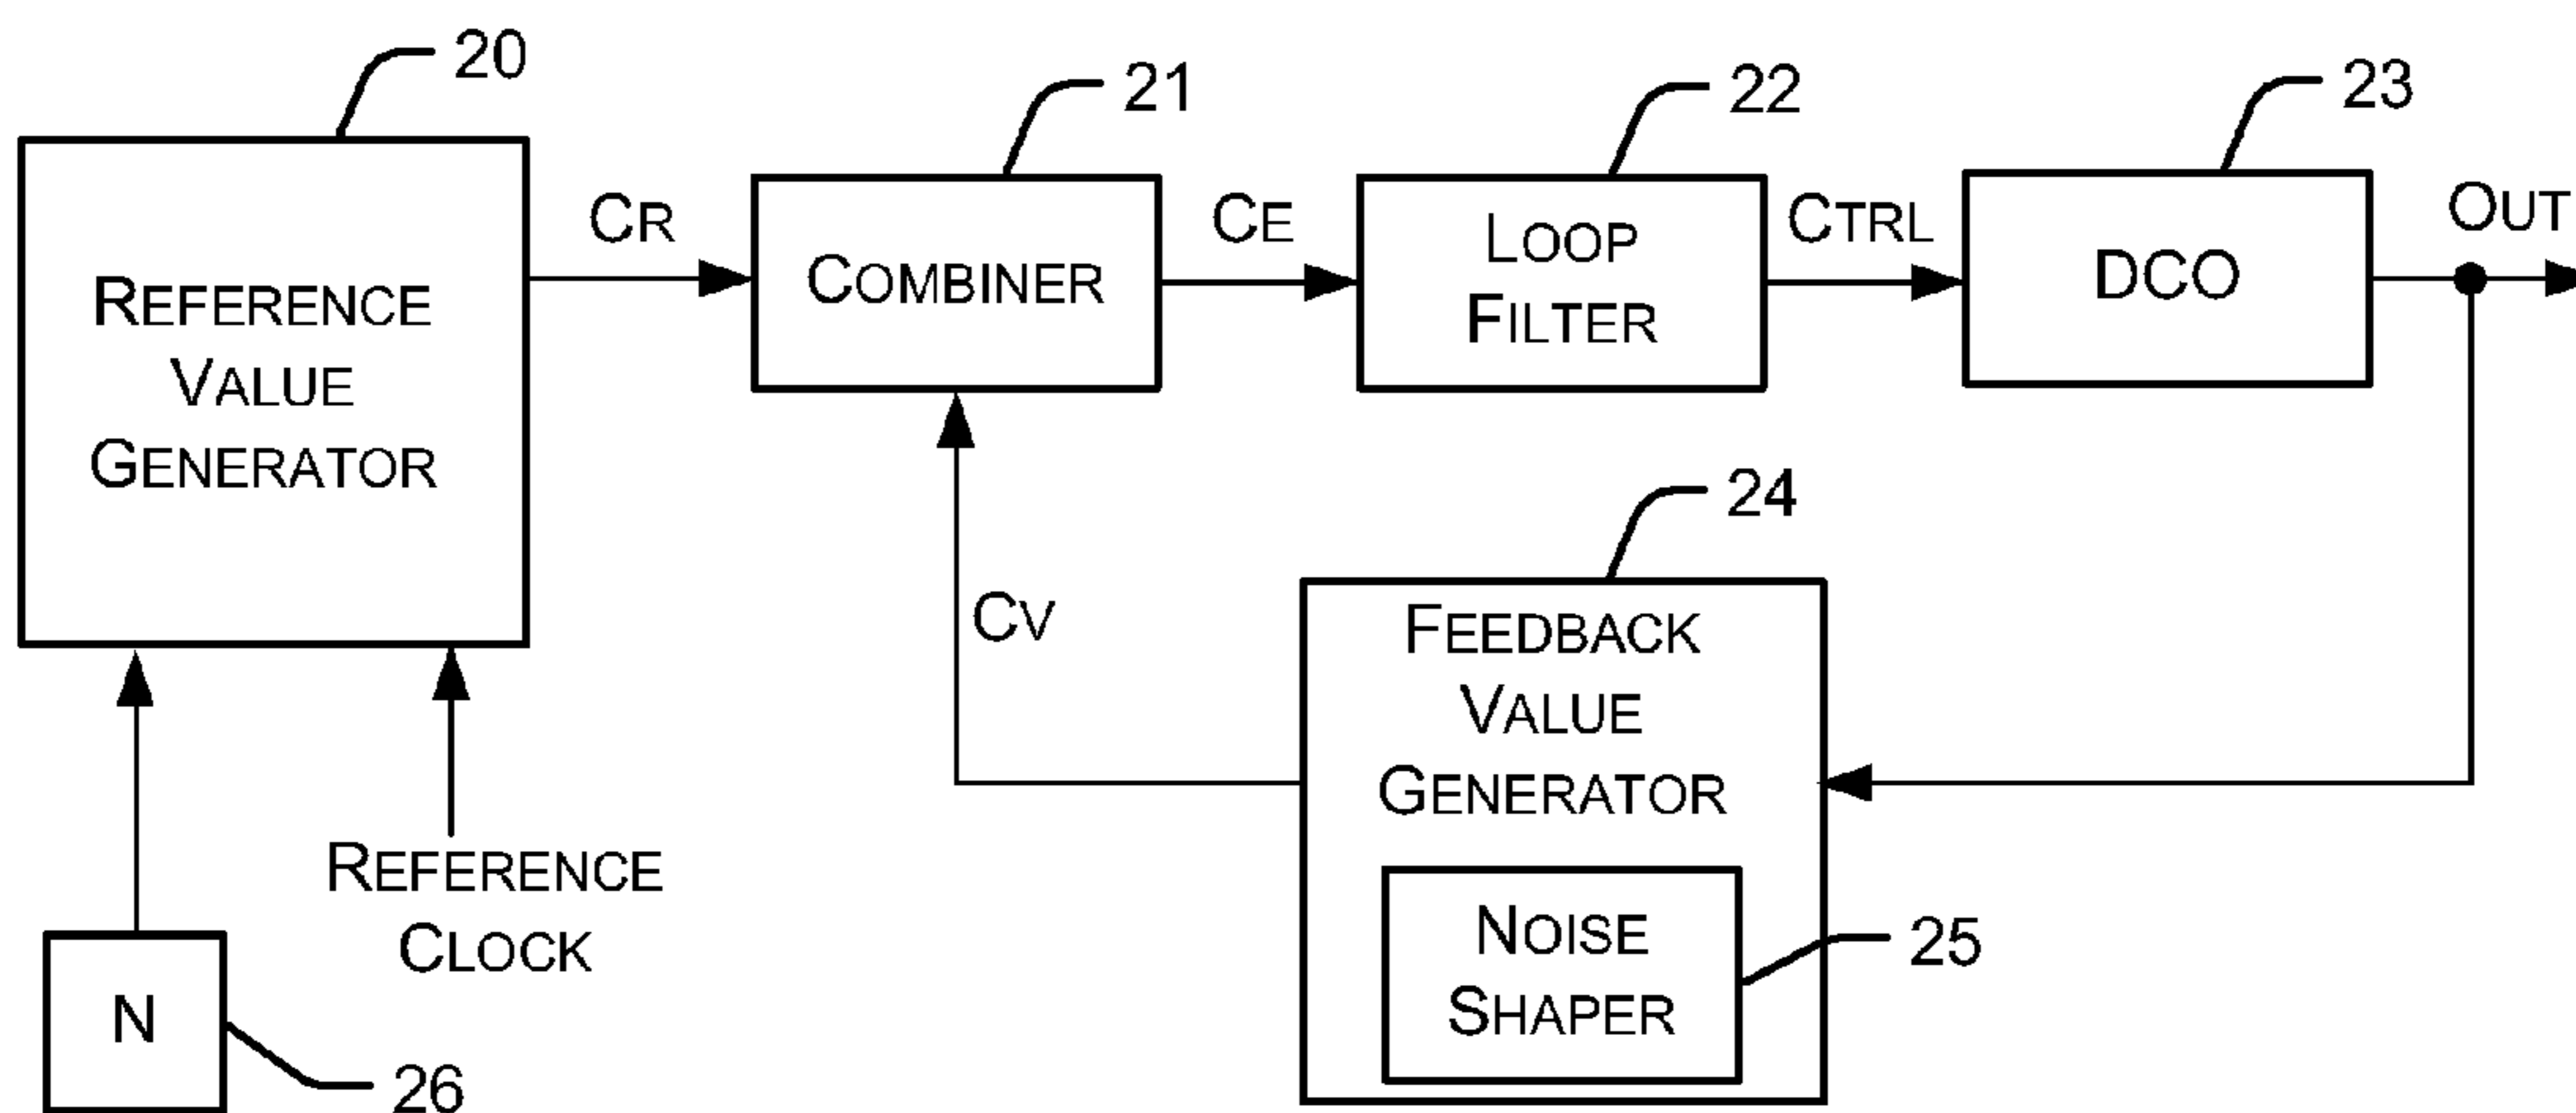 20
21
22
23
REFERENCE
VALUE
GENERATOR
CR
COMBINER
CE
LOOP
FILTER
CTRL
DCO
OUT
CV
24
FEEDBACK
VALUE
GENERATOR
NOISE
SHAPER
25
REFERENCE
CLOCK
N
26